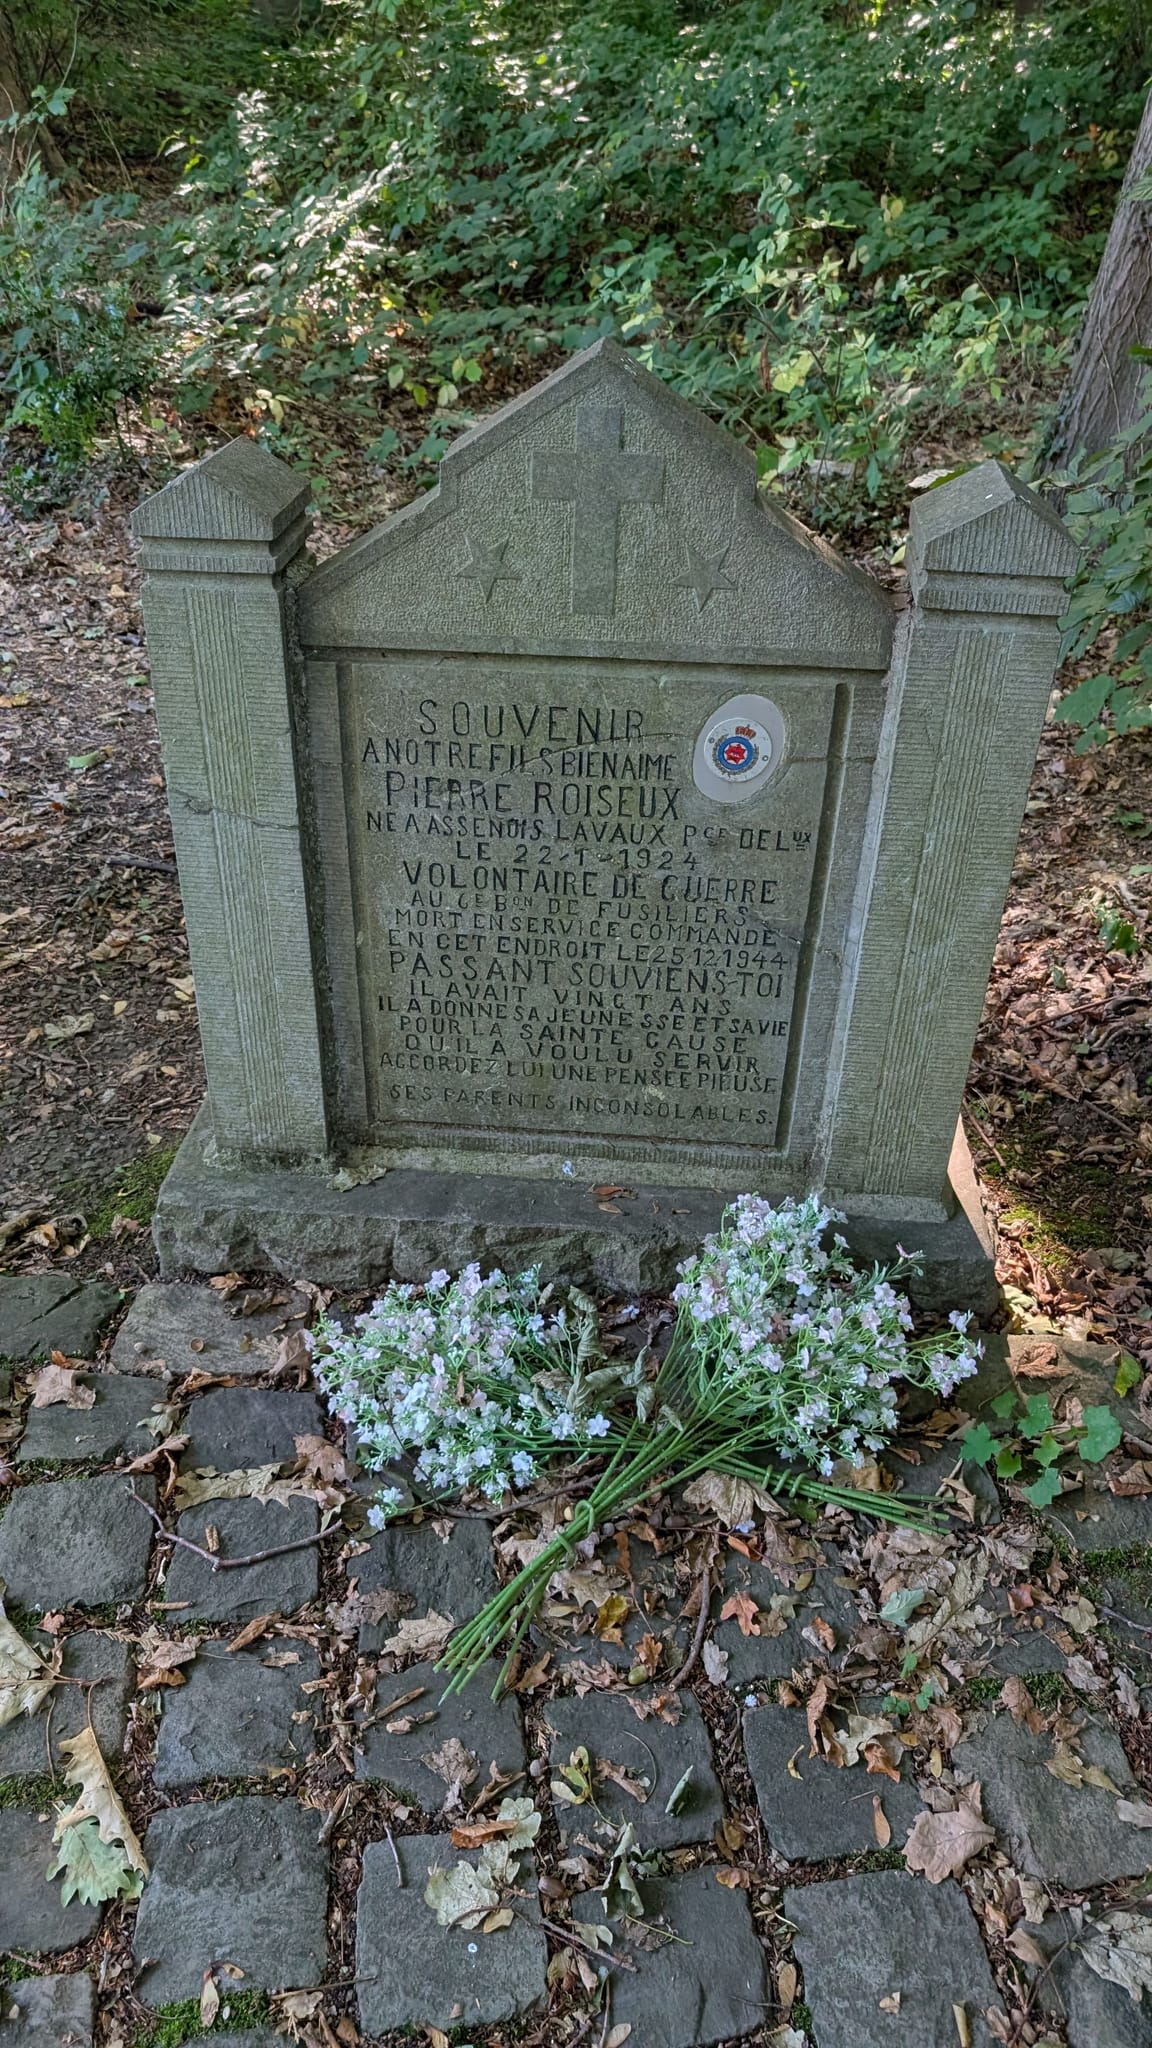 SOUVENIR
A NOTRE FILS BIEN AIME
PIERRE ROISEUX
NE A ASSENOIS LAVAUX PCE DE LUX
LE 22-1-1924
VOLONTAIRE DE GUERRE
AU 6E BON DE FUSILIERS
MORT EN SERVICE COMMANDE
EN CET ENDROIT LE 25.12.1944
PASSANT SOUVIENS-TOI
IL AVAIT VINGT ANS
IL A DONNE SA JEUNESSE ET SA VIE
POUR LA SAINTE CAUSE
QU'IL A VOULU SERVIR
ACCORDEZ LUI UNE PENSEE PIEUSE
SES PARENTS INCONSOLABLES.